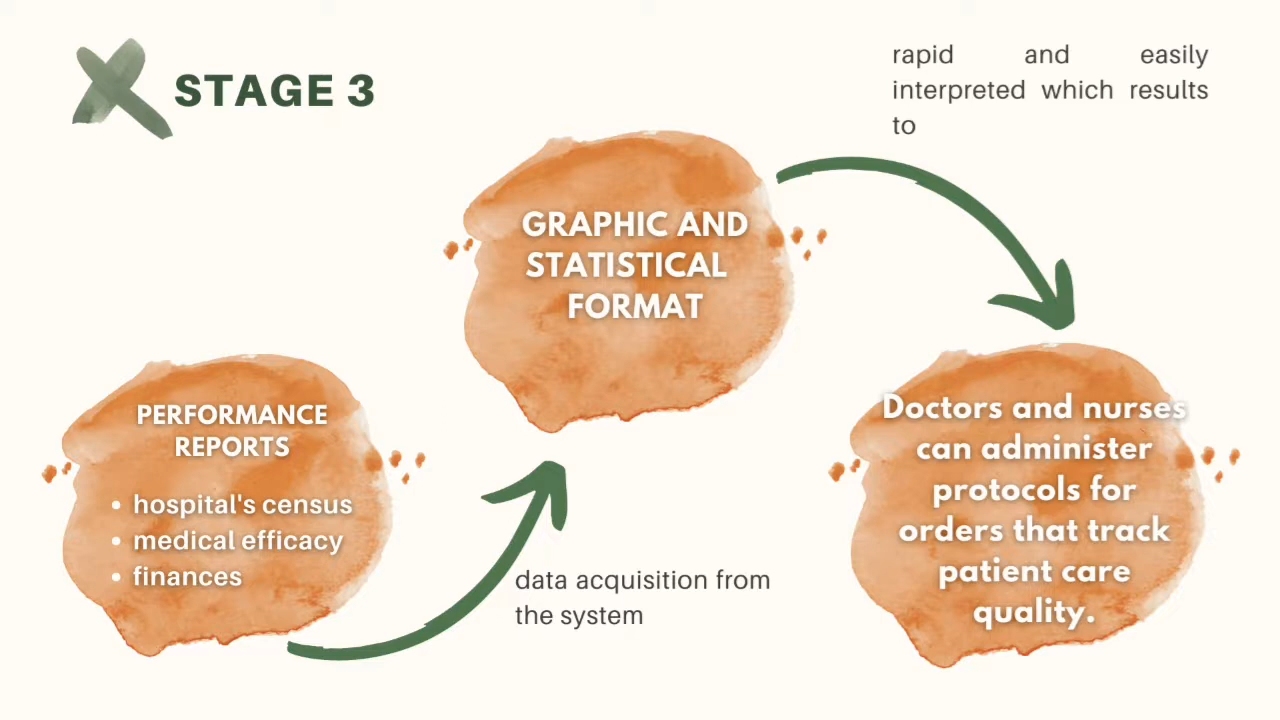 STAGE 3
rapid and easily
interpreted which results
to
GRAPHIC AND
STATISTICAL
FORMAT
PERFORMANCE
REPORTS
• hospital's census
• medical efficacy
• finances
data acquisition from
the system
Doctors and nurses
can administer
protocols for
orders that track
patient care
quality.